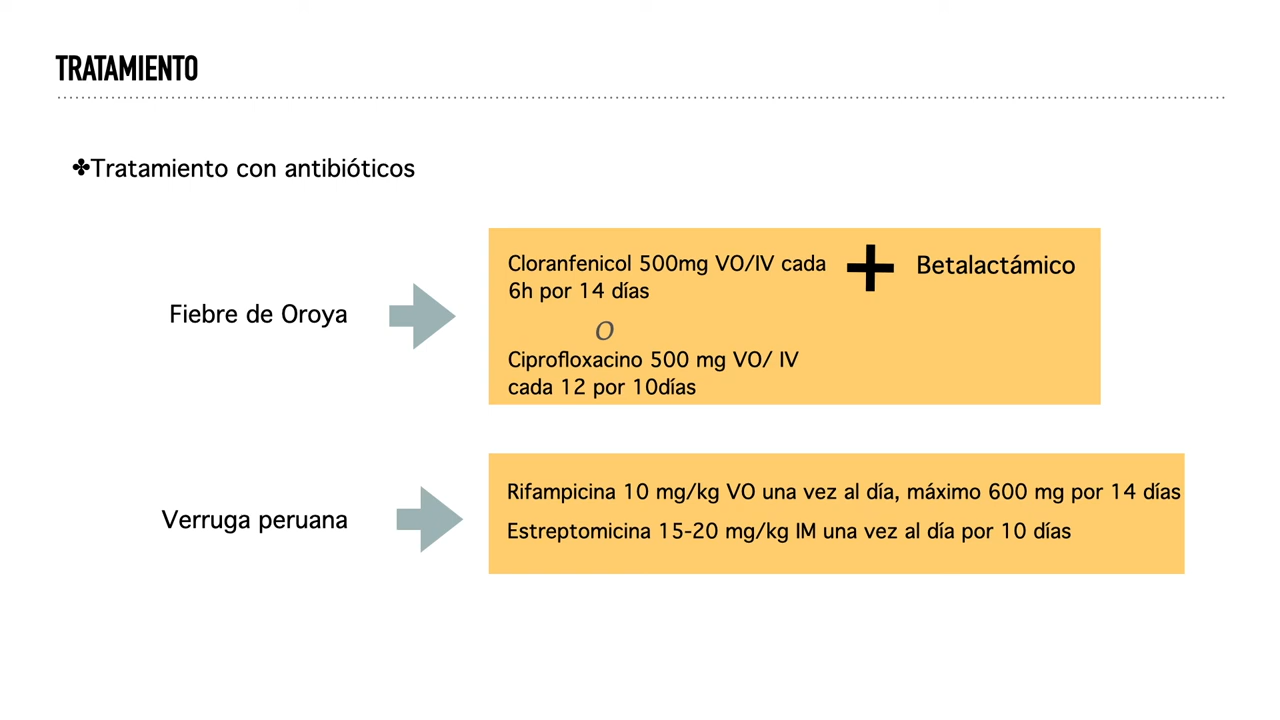 TRATAMIENTO
✤Tratamiento con antibióticos
Fiebre de Oroya
Cloranfenicol 500mg VO/IV cada
6h por 14 días
O
Ciprofloxacino 500 mg VO/ IV
cada 12 por 10días
+
Betalactámico
Verruga peruana
Rifampicina 10 mg/kg VO una vez al día, máximo 600 mg por 14 días
Estreptomicina 15-20 mg/kg IM una vez al día por 10 días